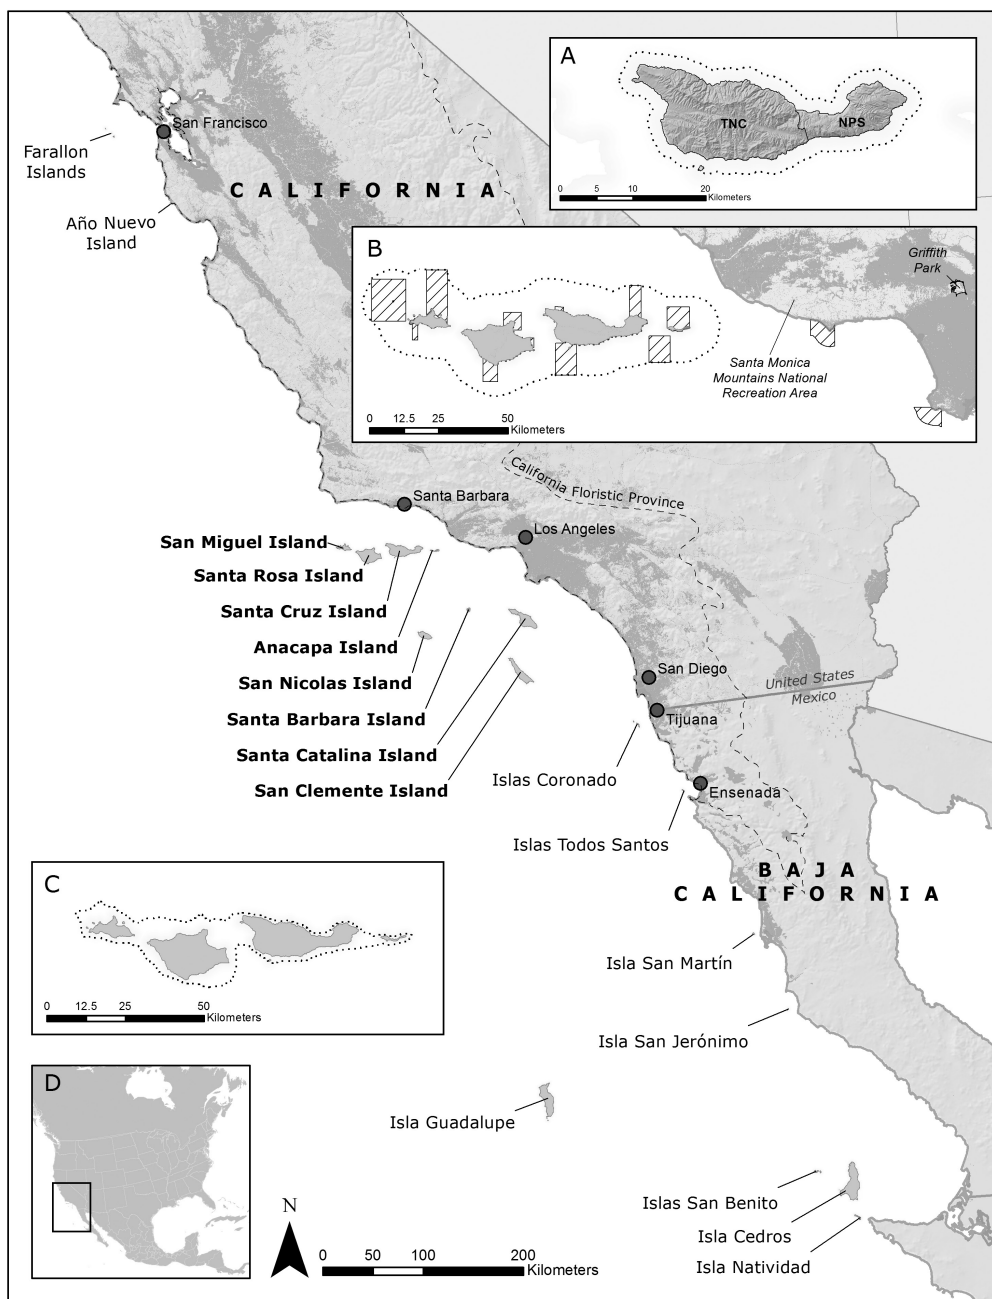 A
TNC
NPS
0 5 10 20
Kilometers
San Francisco
Farallon
Islands
CALIFORNIA
Año Nuevo
Island
B
Griffith
Park
Santa Monica
Mountains National
Recreation Area
0 12.5 25 50
Kilometers
California Floristic Province
Santa Barbara
Los Angeles
San Miguel Island
Santa Rosa Island
Santa Cruz Island
Anacapa Island
San Nicolas Island
Santa Barbara Island
Santa Catalina Island
San Clemente Island
San Diego
United States
Mexico
Tijuana
Islas Coronado
Ensenada
Islas Todos Santos
BAJA
CALIFORNIA
C
0 12.5 25 50
Kilometers
Isla San Martín
Isla San Jerónimo
D
Isla Guadalupe
Islas San Benito
Isla Cedros
Isla Natividad
N
0 50 100 200
Kilometers